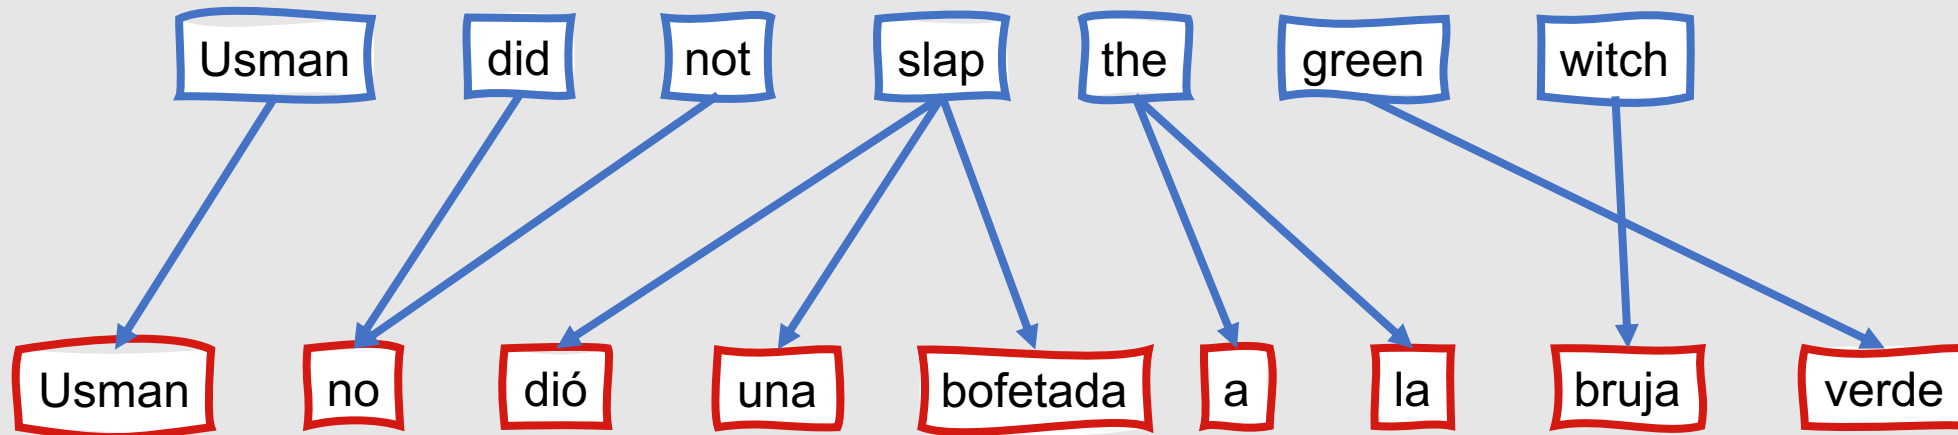 Usman did not slap the green witch
Usman no dió una bofetada a la bruja verde